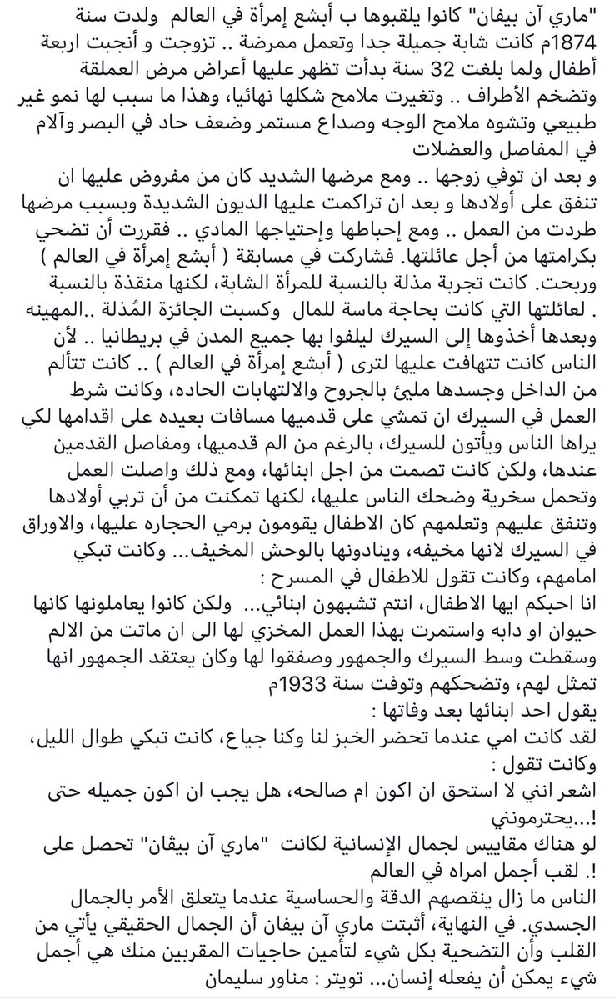 "ماري آن بيفان" كانوا يلقبوها ب أبشع إمرأة في العالم  ولدت سنة
1874م كانت شابة جميلة جدا وتعمل ممرضة .. تزوجت و أنجبت اربعة
أطفال ولما بلغت 32 سنة بدأت تظهر عليها أعراض مرض العملقة
وتضخم الأطراف .. وتغيرت ملامح شكلها نهائيا، وهذا ما سبب لها نمو غير
طبيعي وتشوه ملامح الوجه وصداع مستمر وضعف حاد في البصر وآلام
في المفاصل والعضلات
و بعد ان توفي زوجها .. ومع مرضها الشديد كان من مفروض عليها ان
تنفق على أولادها و بعد ان تراكمت عليها الديون الشديدة وبسبب مرضها
طردت من العمل .. ومع إحباطها وإحتياجها المادي .. فقررت أن تضحي
بكرامتها من أجل عائلتها. فشاركت في مسابقة ( أبشع إمرأة في العالم )
وربحت. كانت تجربة مذلة بالنسبة للمرأة الشابة، لكنها منقذة بالنسبة
. لعائلتها التي كانت بحاجة ماسة للمال  وكسبت الجائزة المُذلة ..المهينه
وبعدها أخذوها إلى السيرك ليلفوا بها جميع المدن في بريطانيا .. لأن
الناس كانت تتهافت عليها لترى ( أبشع إمرأة في العالم ) .. كانت تتألم
من الداخل وجسدها مليئ بالجروح والالتهابات الحاده، وكانت شرط
العمل في السيرك ان تمشي على قدميها مسافات بعيده على اقدامها لكي
يراها الناس ويأتون للسيرك، بالرغم من الم قدميها، ومفاصل القدمين
عندها، ولكن كانت تصمت من اجل ابنائها، ومع ذلك واصلت العمل
وتحمل سخرية وضحك الناس عليها، لكنها تمكنت من أن تربي أولادها
وتنفق عليهم وتعلمهم كان الاطفال يقومون برمي الحجاره عليها، والاوراق
في السيرك لانها مخيفه، وينادونها بالوحش المخيف... وكانت تبكي
امامهم، وكانت تقول للاطفال في المسرح :
انا احبكم ايها الاطفال، انتم تشبهون ابنائي...  ولكن كانوا يعاملونها كانها
حيوان او دابه واستمرت بهذا العمل المخزي لها الى ان ماتت من الالم
وسقطت وسط السيرك والجمهور وصفقوا لها وكان يعتقد الجمهور انها
تمثل لهم، وتضحكهم وتوفت سنة 1933م
يقول احد ابنائها بعد وفاتها :
لقد كانت امي عندما تحضر الخبز لنا وكنا جياع، كانت تبكي طوال الليل،
وكانت تقول :
اشعر انني لا استحق ان اكون ام صالحه، هل يجب ان اكون جميله حتى
!...يحترمونني
لو هناك مقاييس لجمال الإنسانية لكانت  "ماري آن بيڤان" تحصل على
!. لقب أجمل امراه في العالم
الناس ما زال ينقصهم الدقة والحساسية عندما يتعلق الأمر بالجمال
الجسدي. في النهاية، أثبتت ماري آن بيفان أن الجمال الحقيقي يأتي من
القلب وأن التضحية بكل شيء لتأمين حاجيات المقربين منك هي أجمل
شيء يمكن أن يفعله إنسان... تويتر : مناور سليمان